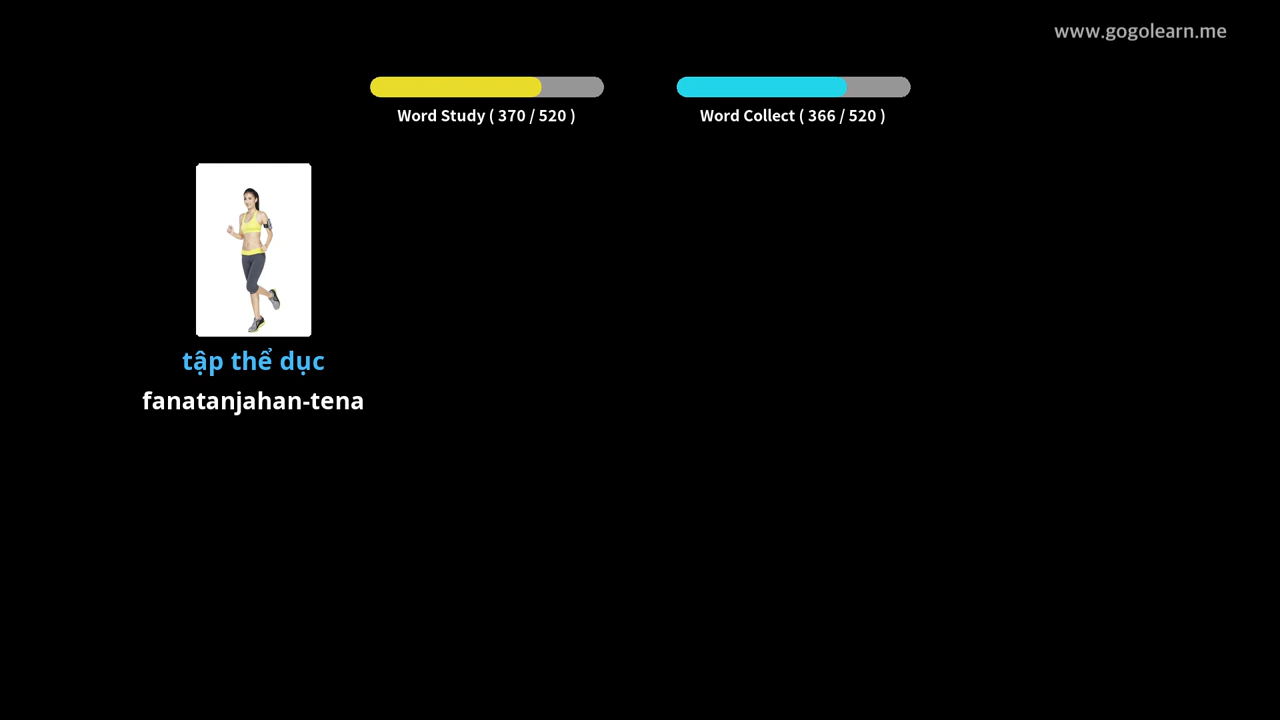 www.gogolearn.me
Word Study ( 370 / 520 )
Word Collect ( 366 / 520 )
tập thể dục
fanatanjahan-tena